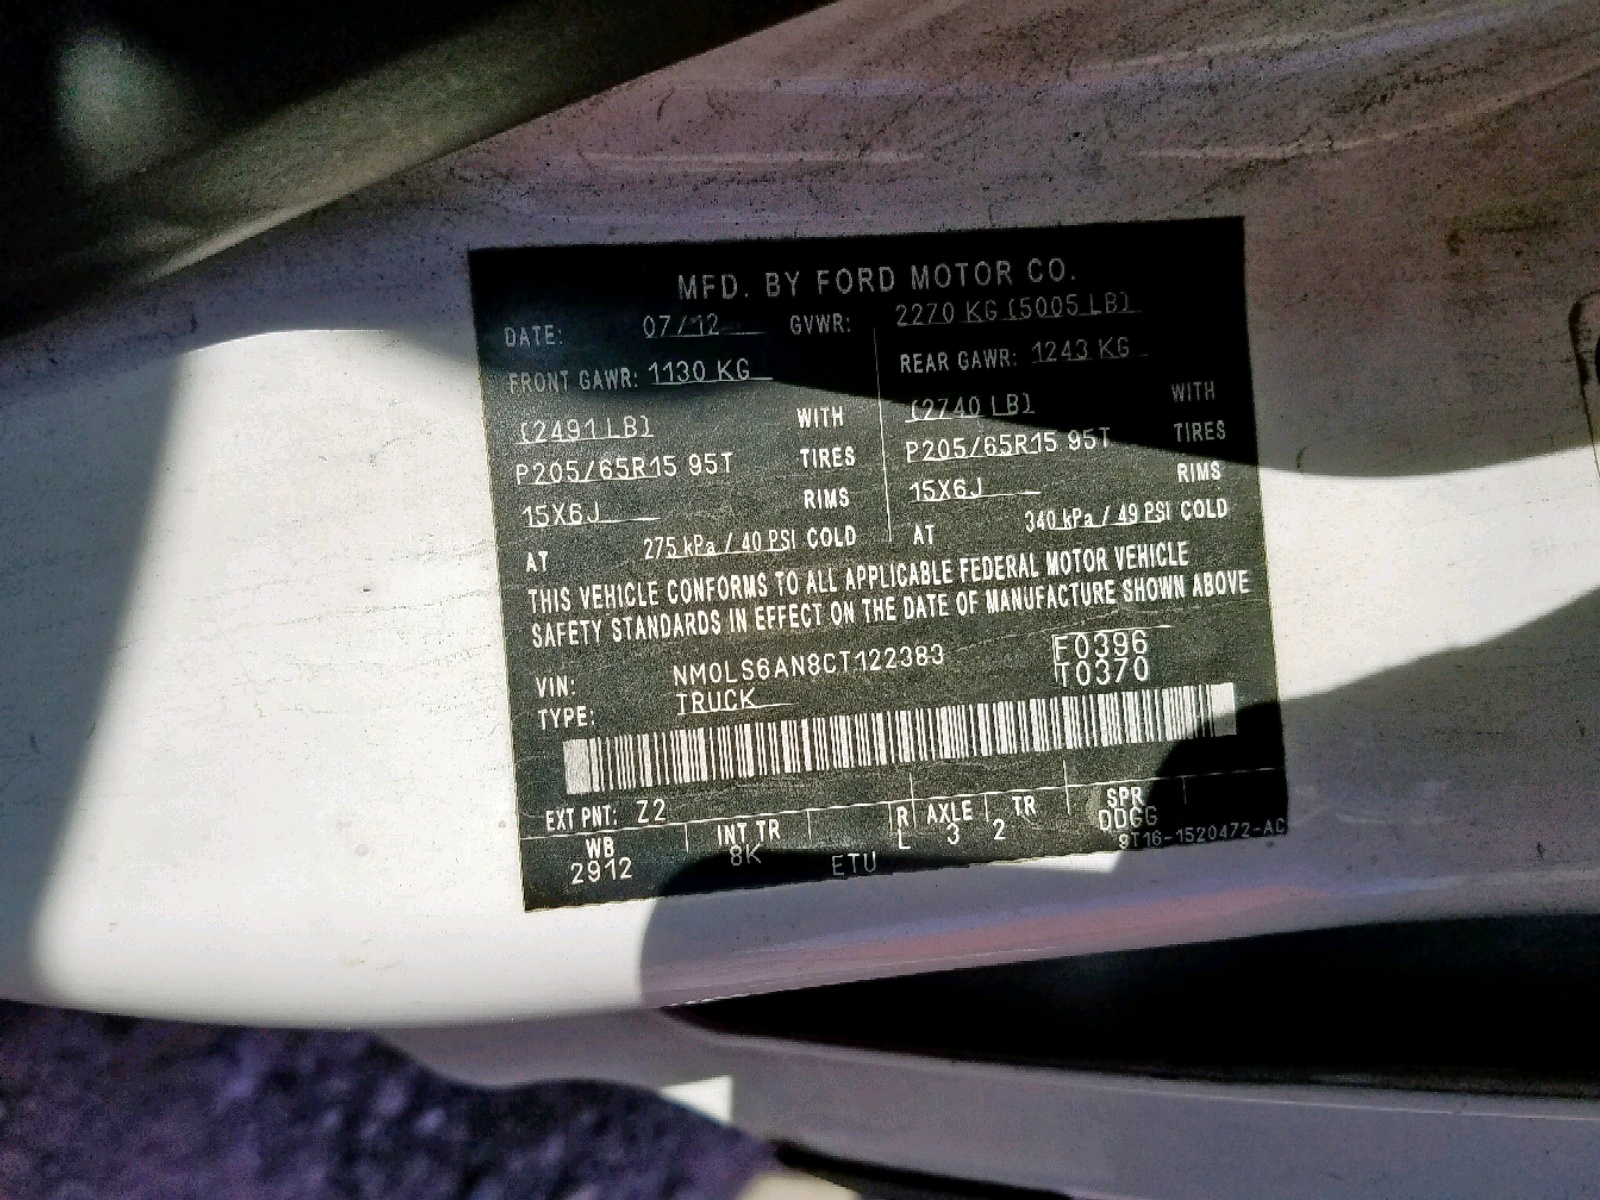 MFD. BY FORD MOTOR CO.
DATE: 07/12 GVWR: 2270 KG (5005 LB)
FRONT GAWR: 1130 KG REAR GAWR: 1243 KG
(2491 LB) WITH (2740 LB) WITH
P205/65R15 95T TIRES P205/65R15 95T TIRES
15X6J RIMS 15X6J RIMS
AT 275 kPa / 40 PSI COLD AT 340 kPa / 49 PSI COLD
THIS VEHICLE CONFORMS TO ALL APPLICABLE FEDERAL MOTOR VEHICLE
SAFETY STANDARDS IN EFFECT ON THE DATE OF MANUFACTURE SHOWN ABOVE
VIN: NM0LS6AN8CT122383 F0396
TYPE: TRUCK T0370
EXT PNT: Z2 R AXLE TR SPR
WB INT TR L 3 2 DDGG
2912 8K ETU 9T16-1520472-AC